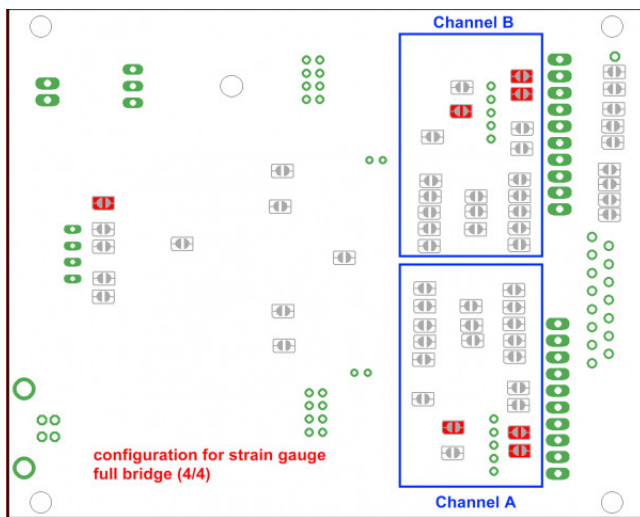 Channel B
configuration for strain gauge
full bridge (4/4)
Channel A